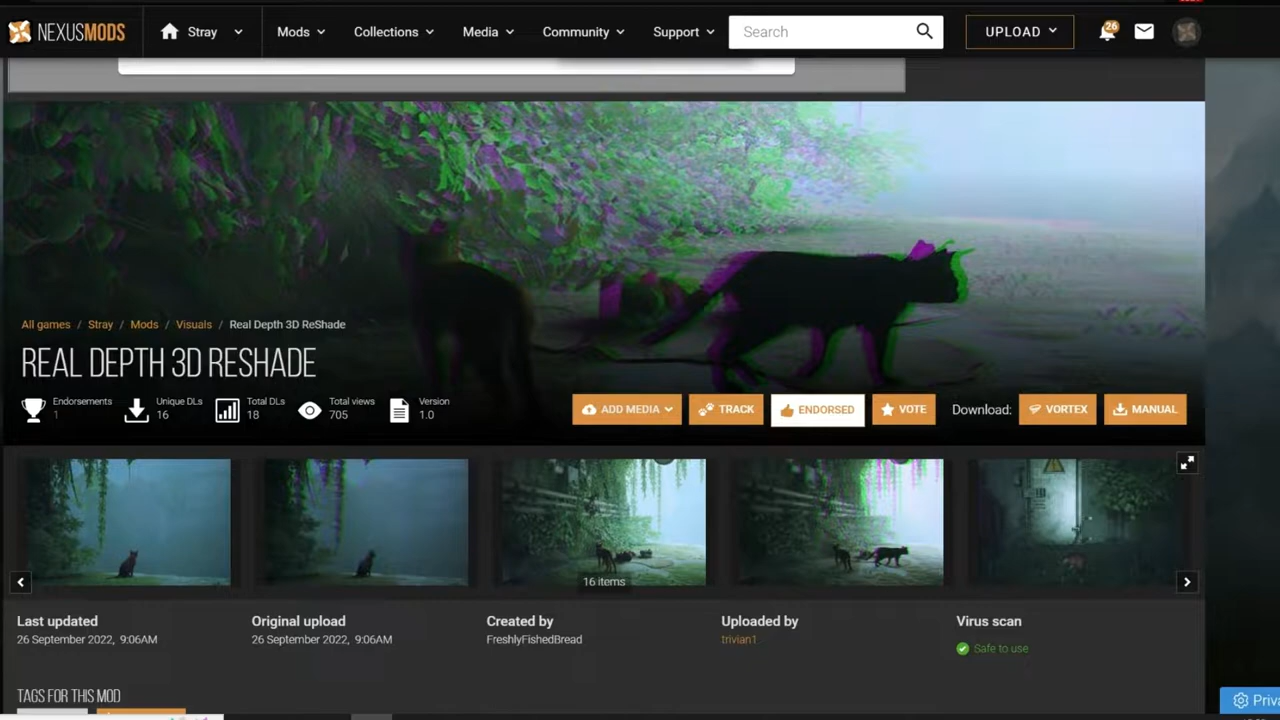 NEXUSMODS
Stray
Mods
Collections
Media
Community
Support
Search
UPLOAD
26
All games / Stray / Mods / Visuals / Real Depth 3D ReShade
REAL DEPTH 3D RESHADE
Endorsements
1
Unique DLs
16
Total DLs
18
Total views
705
Version
1.0
ADD MEDIA
TRACK
ENDORSED
VOTE
Download:
VORTEX
MANUAL
16 items
Last updated
26 September 2022, 9:06AM
Original upload
26 September 2022, 9:06AM
Created by
FreshlyFishedBread
Uploaded by
trivian1
Virus scan
Safe to use
TAGS FOR THIS MOD
Priva